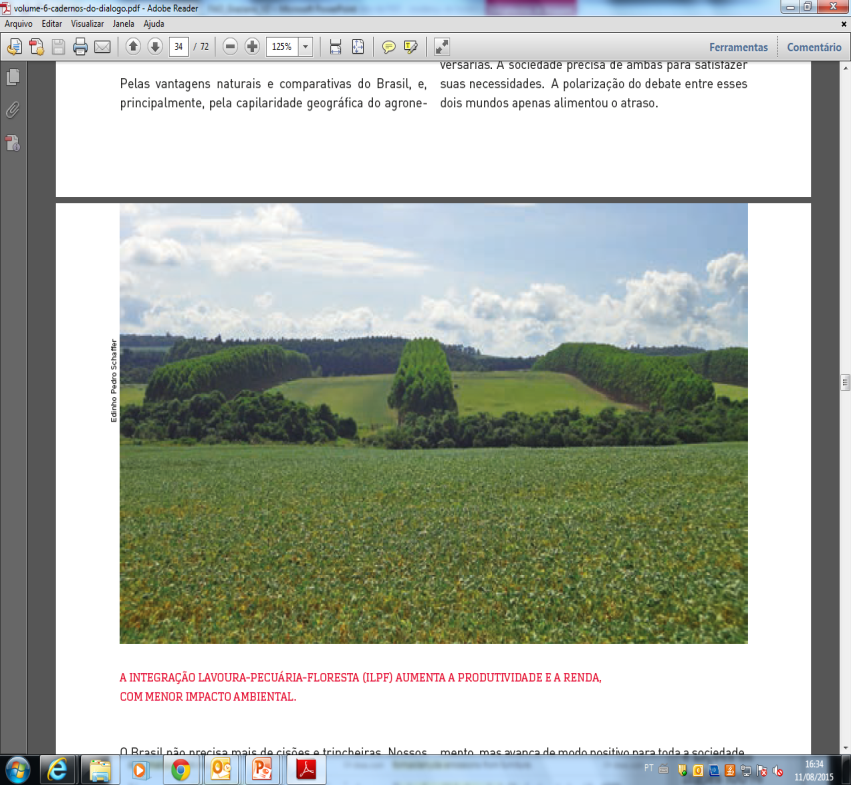 volume-6-cadernos-do-dialogo.pdf - Adobe Reader
Arquivo Editar Visualizar Janela Ajuda
34 / 72 125% Ferramentas Comentário
Pelas vantagens naturais e comparativas do Brasil, e,
principalmente, pela capilaridade geográfica do agrone-
versárias. A sociedade precisa de ambas para satisfazer
suas necessidades. A polarização do debate entre esses
dois mundos apenas alimentou o atraso.
Edinho Pedro Schaffer
A INTEGRAÇÃO LAVOURA-PECUÁRIA-FLORESTA (ILPF) AUMENTA A PRODUTIVIDADE E A RENDA,
COM MENOR IMPACTO AMBIENTAL.
O Brasil não precisa mais de cisões e trincheiras. Nossos
mento, mas avança de modo positivo para toda a sociedade.
PT 16:34
11/08/2015